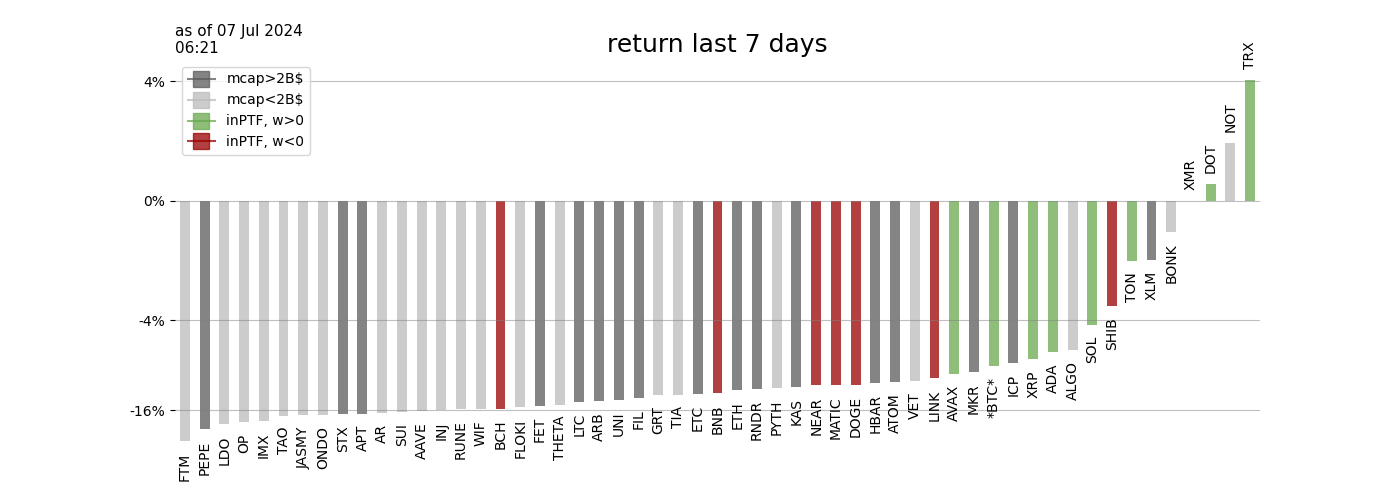 as of 07 Jul 2024
06:21
return last 7 days
mcap>2B$
mcap<2B$
inPTF, w>0
inPTF, w<0
4%
0%
-4%
-16%
FTM
PEPE
LDO
OP
IMX
TAO
JASMY
ONDO
STX
APT
AR
SUI
AAVE
INJ
RUNE
WIF
BCH
FLOKI
FET
THETA
LTC
ARB
UNI
FIL
GRT
TIA
ETC
BNB
ETH
RNDR
PYTH
KAS
NEAR
MATIC
DOGE
HBAR
ATOM
VET
LINK
AVAX
MKR
*BTC*
ICP
XRP
ADA
ALGO
SOL
SHIB
TON
XLM
BONK
XMR
DOT
NOT
TRX